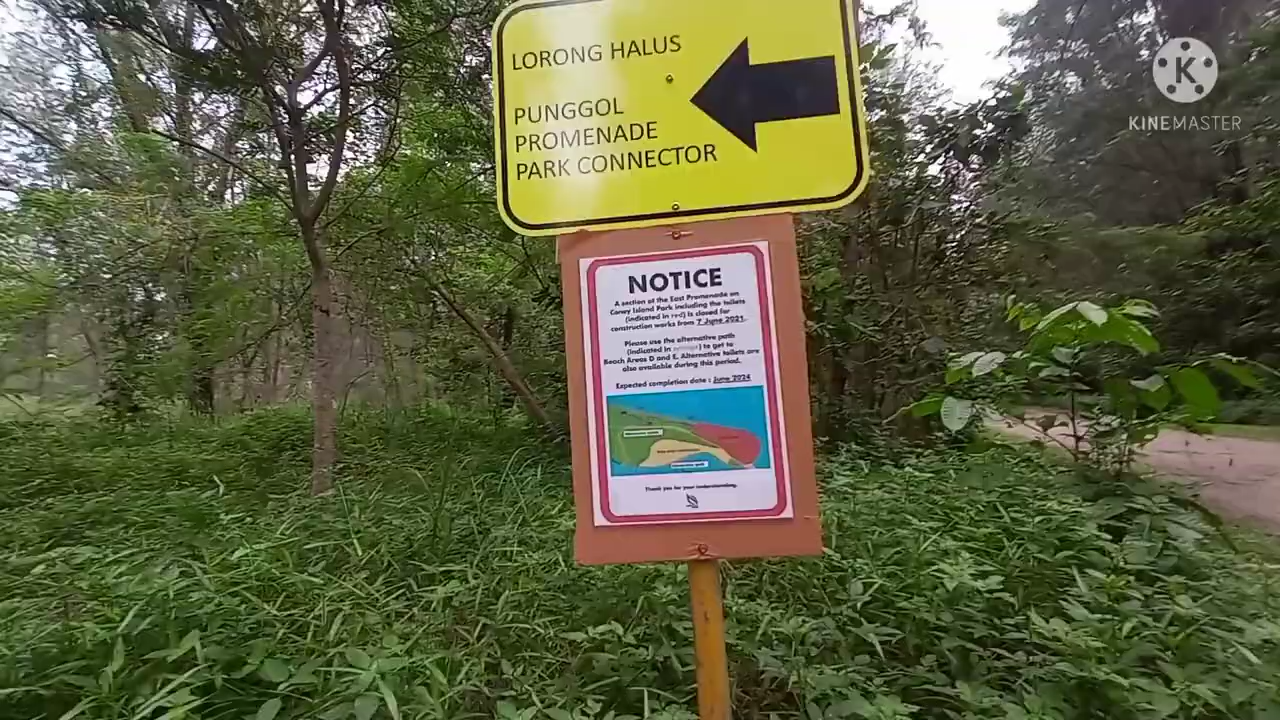 LORONG HALUS
PUNGGOL
PROMENADE
PARK CONNECTOR
KINEMASTER
NOTICE
A section of the East Promenade on
Coney Island Park including the toilets
(indicated in red) is closed for
construction works from 7 June 2021.
Please use the alternative path
(indicated in orange) to get to
Beach Areas D and E. Alternative toilets are
also available during this period.
Expected completion date : June 2024
Thank you for your understanding.